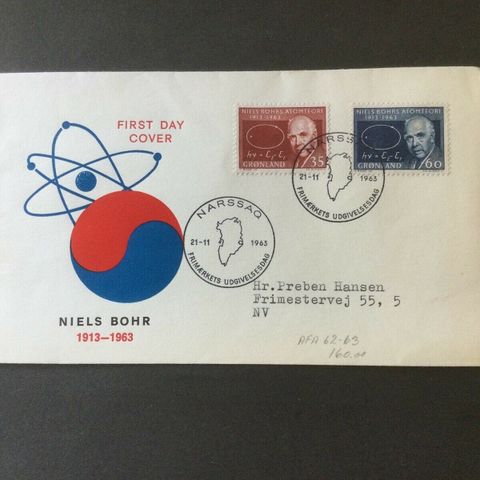 FIRST DAY
COVER
NIELS BOHRS ATOMTEORI
1913-1963
hν = E₂-E₁
35
GRØNLAND
NIELS BOHRS ATOMTEORI
1913-1963
hν = E₂-E₁
60
GRØNLAND
NARSSAQ
21-11 1963
FRIMÆRKETS UDGIVELSESDAG
NARSSAQ
21-11 1963
FRIMÆRKETS UDGIVELSESDAG
Hr. Preben Hansen
Frimestervej 55, 5
NV
NIELS BOHR
1913—1963
AFA 62-63
160.00